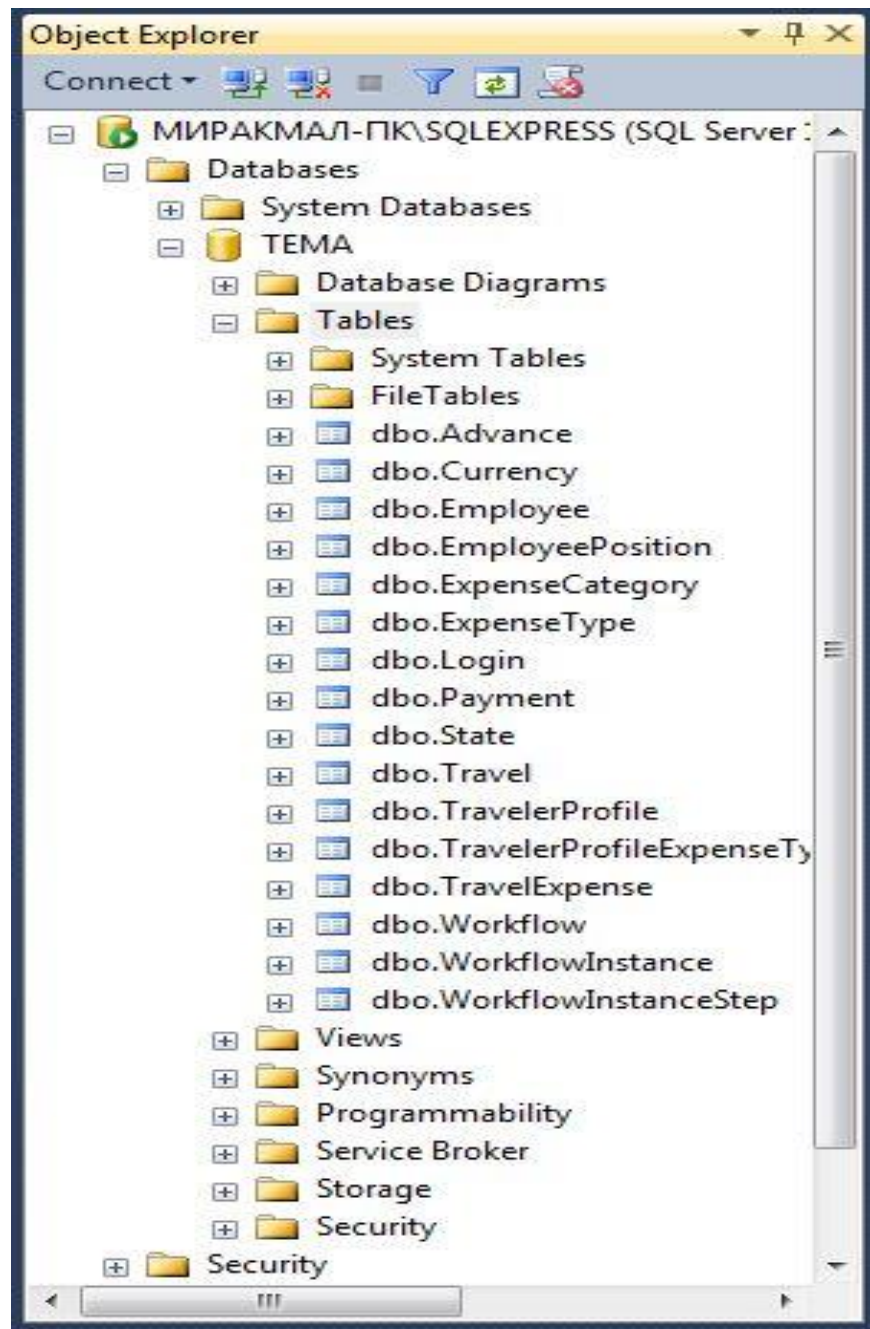 Object Explorer
Connect
МИРАКМАЛ-ПК\SQLEXPRESS (SQL Server
Databases
System Databases
TEMA
Database Diagrams
Tables
System Tables
FileTables
dbo.Advance
dbo.Currency
dbo.Employee
dbo.EmployeePosition
dbo.ExpenseCategory
dbo.ExpenseType
dbo.Login
dbo.Payment
dbo.State
dbo.Travel
dbo.TravelerProfile
dbo.TravelerProfileExpenseTy
dbo.TravelExpense
dbo.Workflow
dbo.WorkflowInstance
dbo.WorkflowInstanceStep
Views
Synonyms
Programmability
Service Broker
Storage
Security
Security